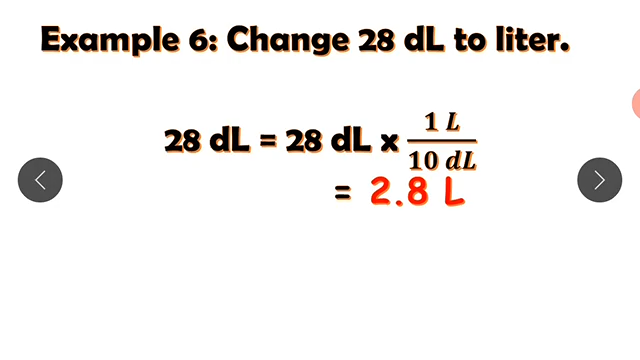 Example 6: Change 28 dL to liter.
28 dL = 28 dL x 1 L / 10 dL
= 2.8 L